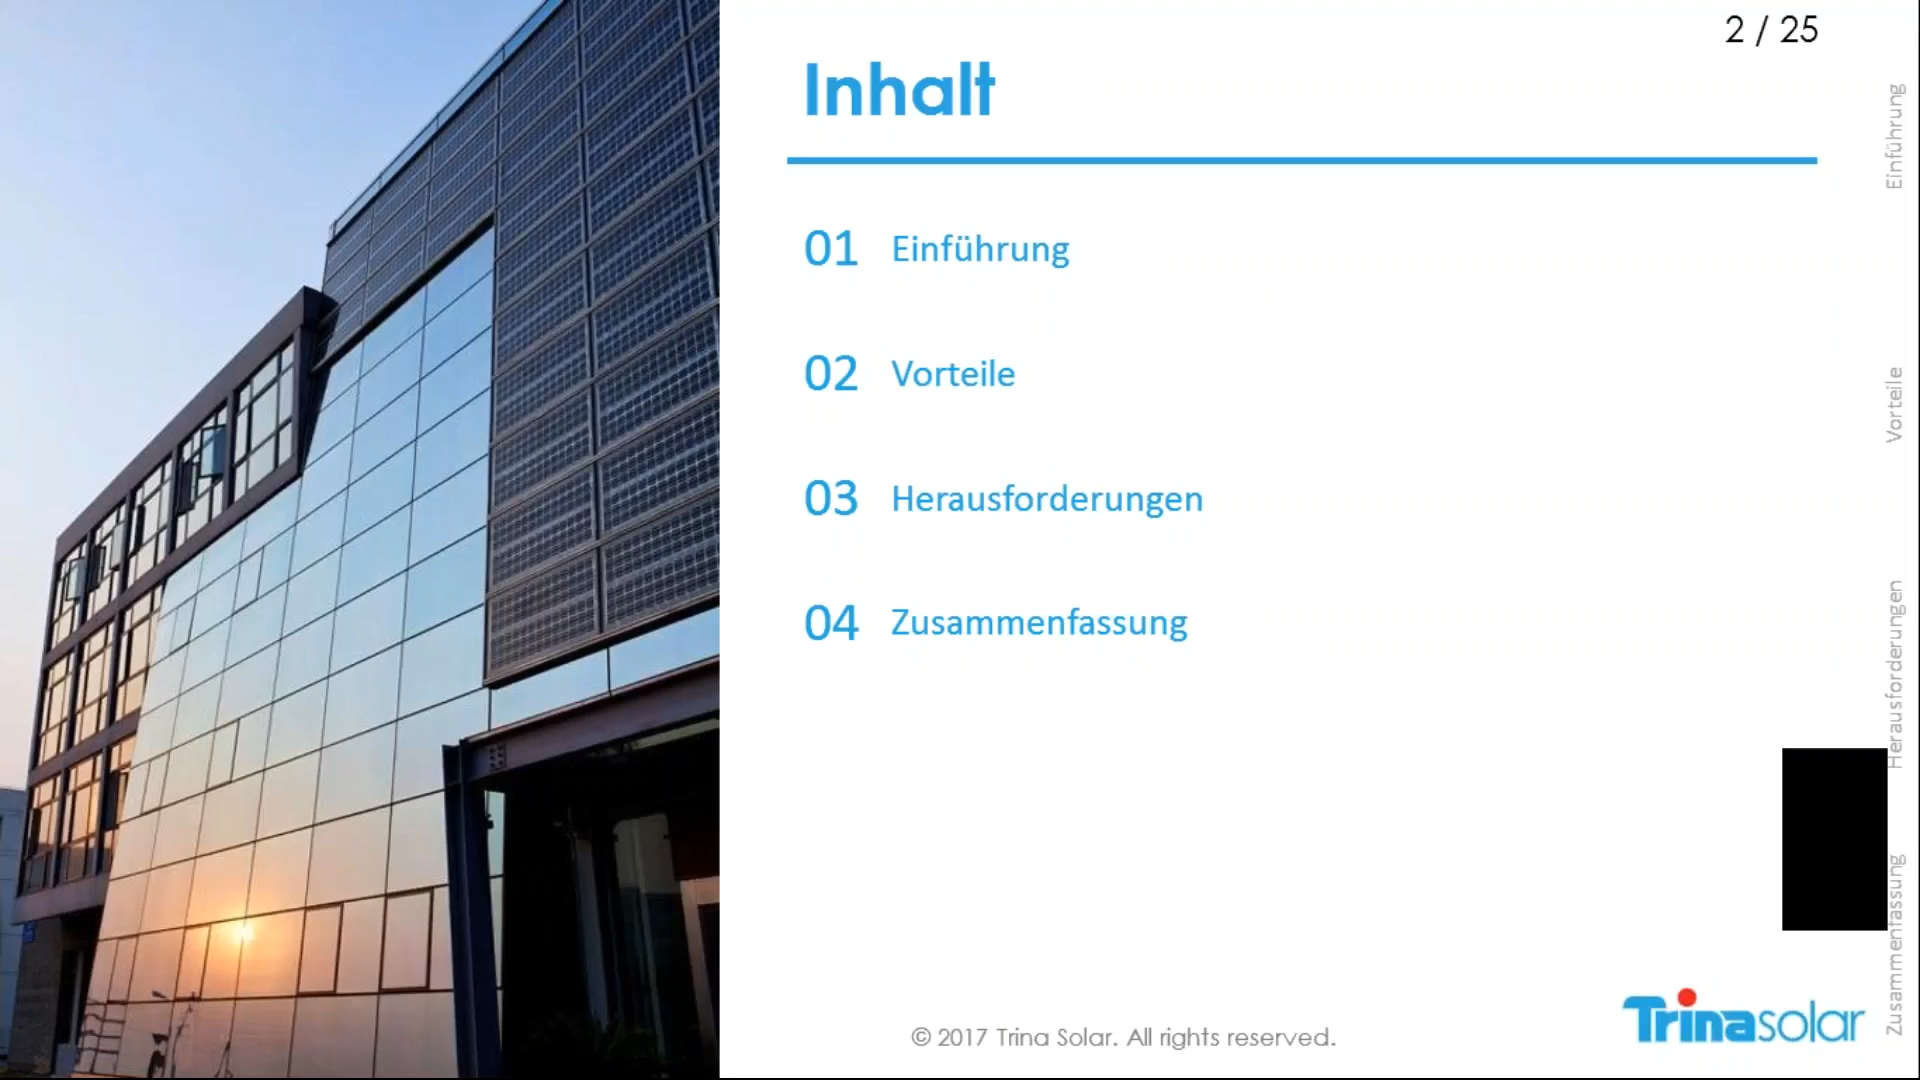 2 / 25
Inhalt
01 Einführung
02 Vorteile
03 Herausforderungen
04 Zusammenfassung
Einführung
Vorteile
Herausforderungen
Zusammenfassung
© 2017 Trina Solar. All rights reserved.
Trinasolar